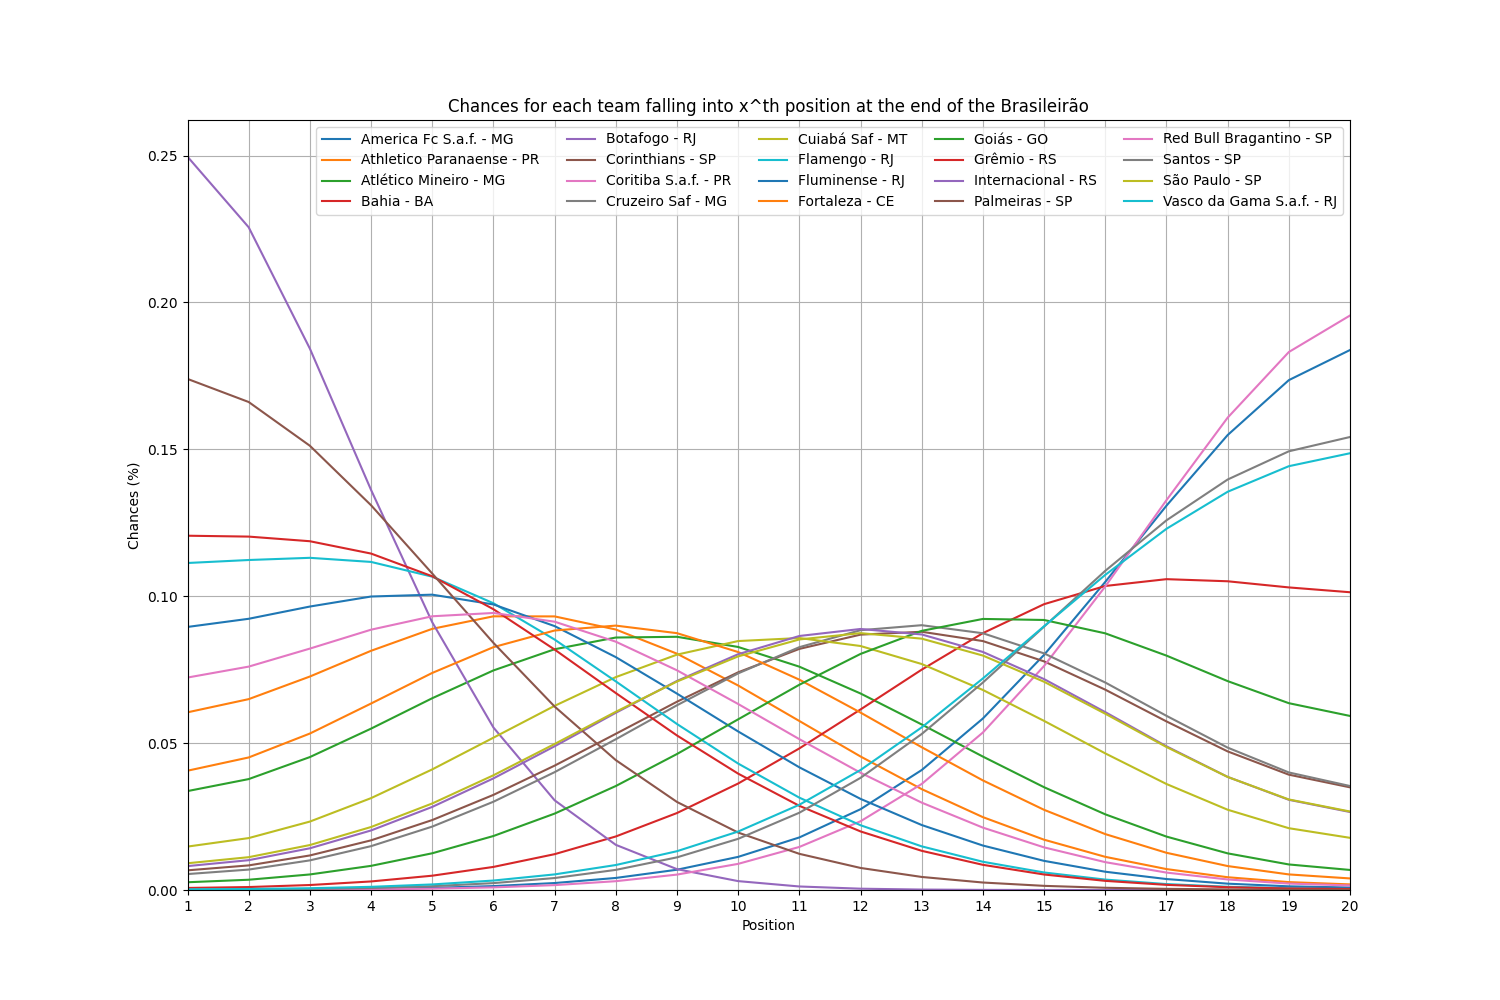 Chances for each team falling into x^th position at the end of the Brasileirão
America Fc S.a.f. - MG
Athletico Paranaense - PR
Atlético Mineiro - MG
Bahia - BA
Botafogo - RJ
Corinthians - SP
Coritiba S.a.f. - PR
Cruzeiro Saf - MG
Cuiabá Saf - MT
Flamengo - RJ
Fluminense - RJ
Fortaleza - CE
Goiás - GO
Grêmio - RS
Internacional - RS
Palmeiras - SP
Red Bull Bragantino - SP
Santos - SP
São Paulo - SP
Vasco da Gama S.a.f. - RJ
Chances (%)
0.25
0.20
0.15
0.10
0.05
0.00
1 2 3 4 5 6 7 8 9 10 11 12 13 14 15 16 17 18 19 20
Position